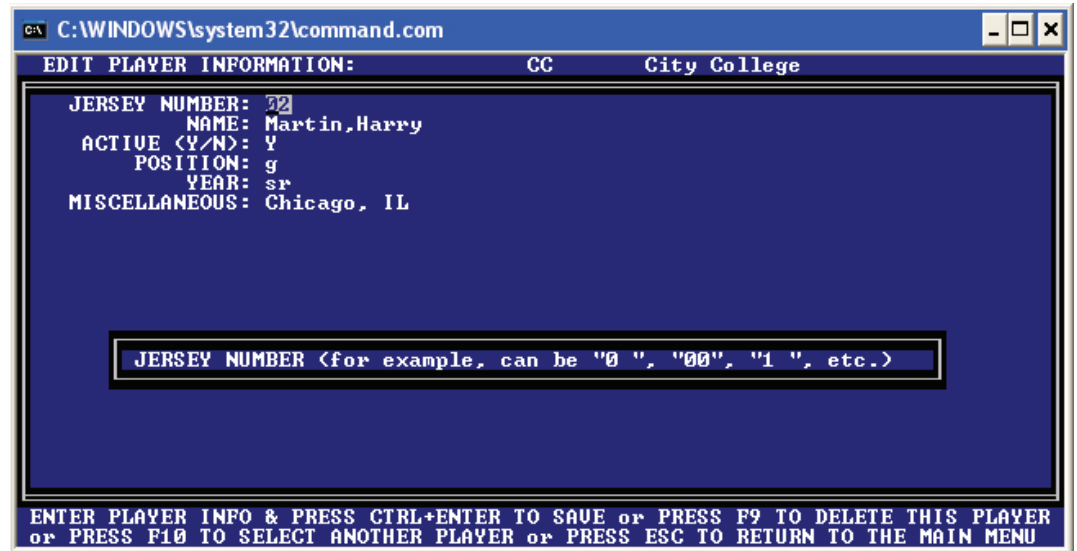 C:\WINDOWS\system32\command.com
EDIT PLAYER INFORMATION: CC City College
JERSEY NUMBER: 02
NAME: Martin,Harry
ACTIVE (Y/N): Y
POSITION: g
YEAR: sr
MISCELLANEOUS: Chicago, IL
JERSEY NUMBER (for example, can be "0 ", "00", "1 ", etc.)
ENTER PLAYER INFO & PRESS CTRL+ENTER TO SAVE or PRESS F9 TO DELETE THIS PLAYER
or PRESS F10 TO SELECT ANOTHER PLAYER or PRESS ESC TO RETURN TO THE MAIN MENU